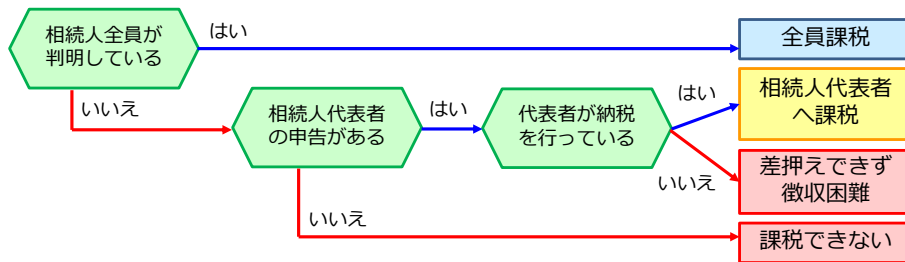 相続人全員が
判明している
はい
全員課税
いいえ
相続人代表者
の申告がある
はい
代表者が納税
を行っている
はい
相続人代表者
へ課税
いいえ
差押えできず
徴収困難
いいえ
課税できない